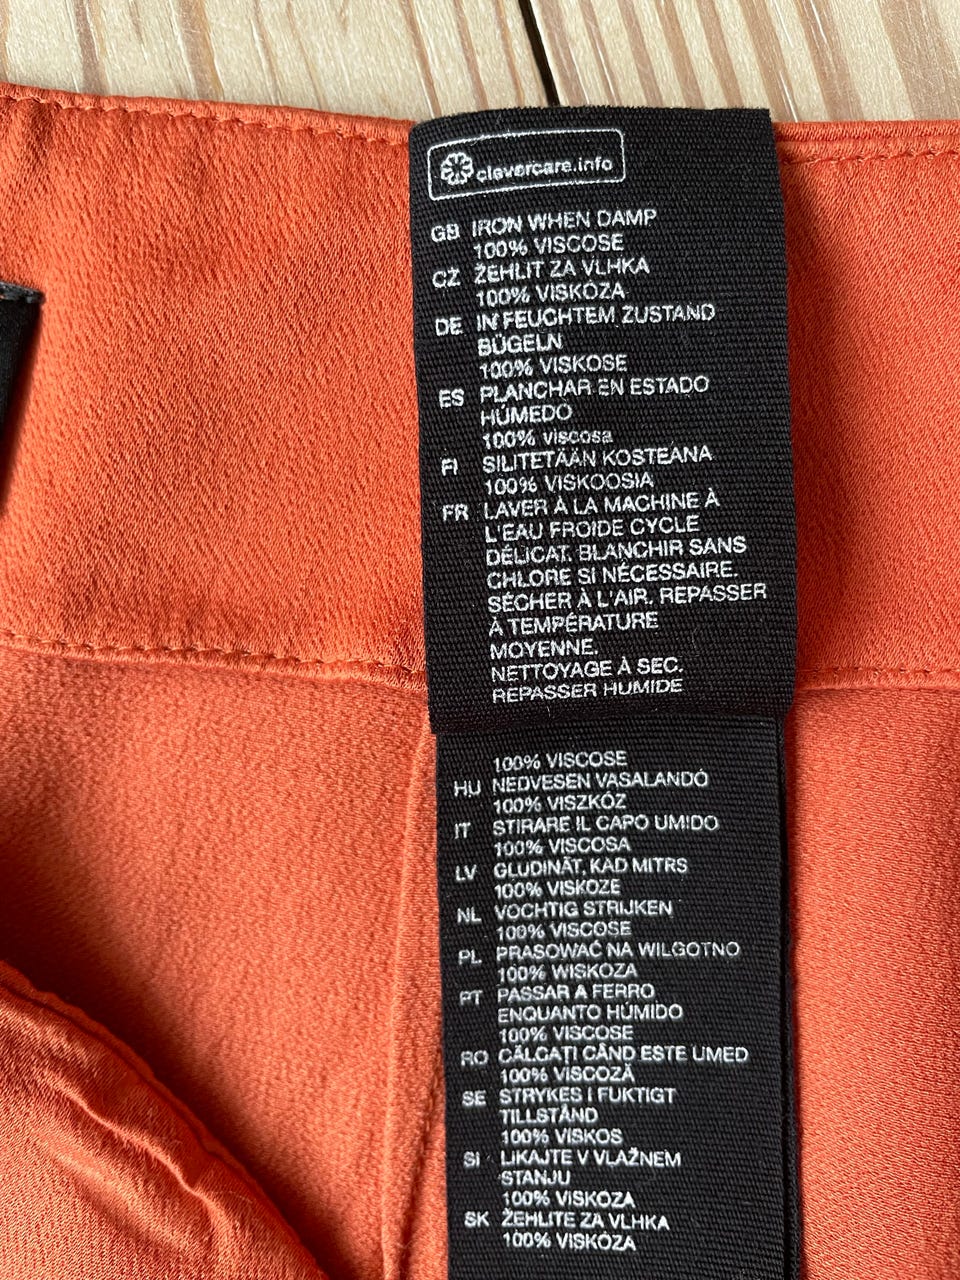 clevercare.info
GB IRON WHEN DAMP
100% VISCOSE
CZ ŽEHLIT ZA VLHKA
100% VISKÓZA
DE IN FEUCHTEM ZUSTAND
BÜGELN
100% VISKOSE
ES PLANCHAR EN ESTADO
HÚMEDO
100% viscosa
FI SILITETÄÄN KOSTEANA
100% VISKOOSIA
FR LAVER À LA MACHINE À
L'EAU FROIDE CYCLE
DÉLICAT. BLANCHIR SANS
CHLORE SI NÉCESSAIRE.
SÉCHER À L'AIR. REPASSER
À TEMPÉRATURE
MOYENNE.
NETTOYAGE À SEC.
REPASSER HUMIDE
100% VISCOSE
HU NEDVESEN VASALANDÓ
100% VISZKÓZ
IT STIRARE IL CAPO UMIDO
100% VISCOSA
LV GLUDINĀT, KAD MITRS
100% VISKOZE
NL VOCHTIG STRIJKEN
100% VISCOSE
PL PRASOWAĆ NA WILGOTNO
100% WISKOZA
PT PASSAR A FERRO
ENQUANTO HÚMIDO
100% VISCOSE
RO CĂLCAŢI CÂND ESTE UMED
100% VISCOZĂ
SE STRYKES I FUKTIGT
TILLSTÅND
100% VISKOS
SI LIKAJTE V VLAŽNEM
STANJU
100% VISKOZA
SK ŽEHLITE ZA VLHKA
100% VISKÓZA